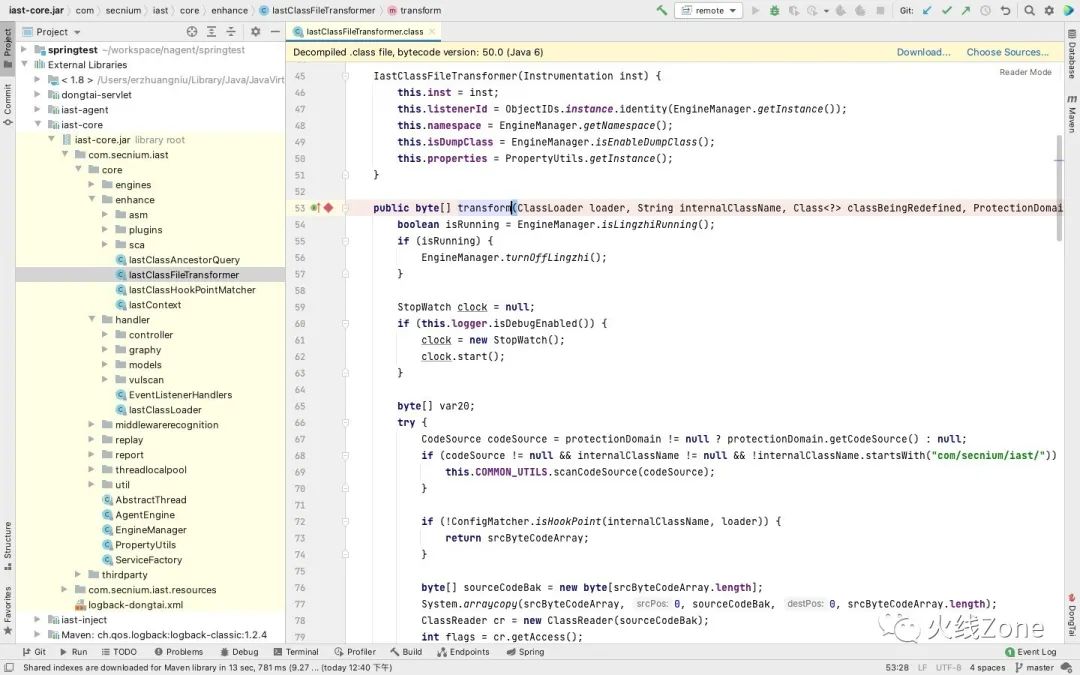 iast-core.jar com secnium iast core enhance IastClassFileTransformer transform remote Git:
Project
springtest ~/workspace/nagent/springtest
External Libraries
< 1.8 > /Users/erzhuangniu/Library/Java/JavaVirt
dongtai-servlet
iast-agent
iast-core
iast-core.jar library root
com.secnium.iast
core
engines
enhance
asm
plugins
sca
IastClassAncestorQuery
IastClassFileTransformer
IastClassHookPointMatcher
IastContext
handler
controller
graphy
models
vulscan
EventListenerHandlers
IastClassLoader
middlewarerecognition
replay
report
threadlocalpool
util
AbstractThread
AgentEngine
EngineManager
PropertyUtils
ServiceFactory
thirdparty
com.secnium.iast.resources
logback-dongtai.xml
iast-inject
Maven: ch.qos.logback:logback-classic:1.2.4
Project
Commit
Structure
Favorites
IastClassFileTransformer.class
Decompiled .class file, bytecode version: 50.0 (Java 6) Download... Choose Sources...
Reader Mode
45 IastClassFileTransformer(Instrumentation inst) {
46 this.inst = inst;
47 this.listenerId = ObjectIDs.instance.identity(EngineManager.getInstance());
48 this.namespace = EngineManager.getNamespace();
49 this.isDumpClass = EngineManager.isEnableDumpClass();
50 this.properties = PropertyUtils.getInstance();
51 }
52
53 public byte[] transform(ClassLoader loader, String internalClassName, Class<?> classBeingRedefined, ProtectionDomai
54 boolean isRunning = EngineManager.isLingzhiRunning();
55 if (isRunning) {
56 EngineManager.turnOffLingzhi();
57 }
58
59 StopWatch clock = null;
60 if (this.logger.isDebugEnabled()) {
61 clock = new StopWatch();
62 clock.start();
63 }
64
65 byte[] var20;
66 try {
67 CodeSource codeSource = protectionDomain != null ? protectionDomain.getCodeSource() : null;
68 if (codeSource != null && internalClassName != null && !internalClassName.startsWith("com/secnium/iast/"))
69 this.COMMON_UTILS.scanCodeSource(codeSource);
70 }
71
72 if (!ConfigMatcher.isHookPoint(internalClassName, loader)) {
73 return srcByteCodeArray;
74 }
75
76 byte[] sourceCodeBak = new byte[srcByteCodeArray.length];
77 System.arraycopy(srcByteCodeArray, srcPos: 0, sourceCodeBak, destPos: 0, srcByteCodeArray.length);
78 ClassReader cr = new ClassReader(sourceCodeBak);
79 int flags = cr.getAccess();
Database
Maven
DongTai
火线Zone
Git Run TODO Problems Debug Terminal Profiler Build Endpoints Spring 1 Event Log
Shared indexes are downloaded for Maven library in 13 sec, 781 ms (9.27 ... (today 12:40 下午) 53:28 LF UTF-8 4 spaces master